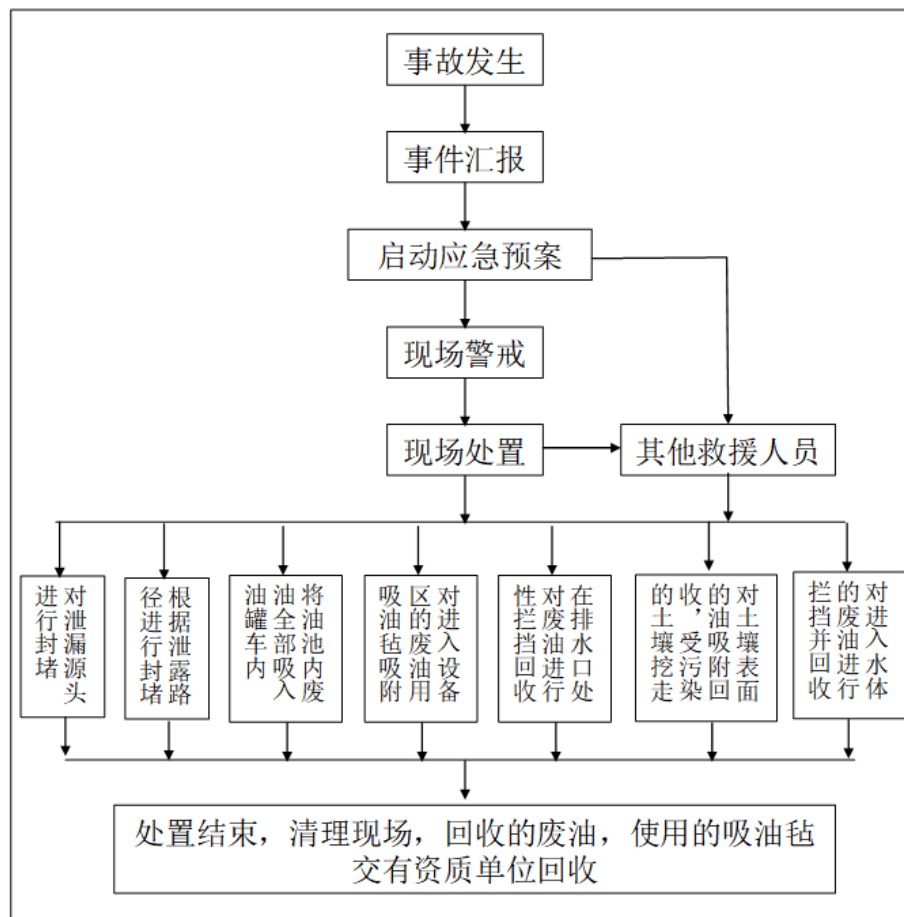 事故发生
事件汇报
启动应急预案
现场警戒
现场处置
其他救援人员
对泄漏源头
进行封堵
根据泄露路
径进行封堵
将油池内废
油全部吸入
油罐车内
对进入设备
区的废油用
吸油毡吸附
在排水口处
对废油进行
性拦挡回收
对土壤表面
的油吸附回
收，受污染
的土壤挖走
对进入水体
的废油进行
拦挡并回收
处置结束，清理现场，回收的废油，使用的吸油毡
交有资质单位回收